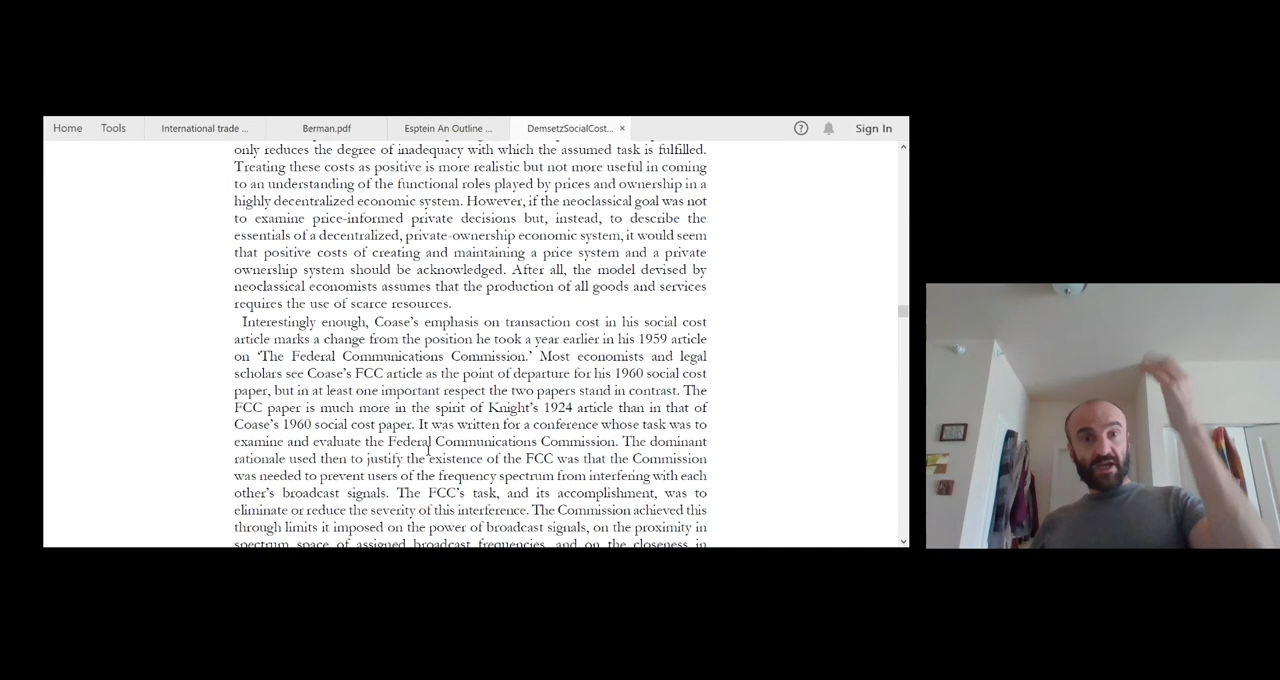 Home Tools International trade ... Berman.pdf Esptein An Outline ... DemsetzSocialCost... × ? Sign In
only reduces the degree of inadequacy with which the assumed task is fulfilled.
Treating these costs as positive is more realistic but not more useful in coming
to an understanding of the functional roles played by prices and ownership in a
highly decentralized economic system. However, if the neoclassical goal was not
to examine price-informed private decisions but, instead, to describe the
essentials of a decentralized, private-ownership economic system, it would seem
that positive costs of creating and maintaining a price system and a private
ownership system should be acknowledged. After all, the model devised by
neoclassical economists assumes that the production of all goods and services
requires the use of scarce resources.
Interestingly enough, Coase's emphasis on transaction cost in his social cost
article marks a change from the position he took a year earlier in his 1959 article
on 'The Federal Communications Commission.' Most economists and legal
scholars see Coase's FCC article as the point of departure for his 1960 social cost
paper, but in at least one important respect the two papers stand in contrast. The
FCC paper is much more in the spirit of Knight's 1924 article than in that of
Coase's 1960 social cost paper. It was written for a conference whose task was to
examine and evaluate the Federal Communications Commission. The dominant
rationale used then to justify the existence of the FCC was that the Commission
was needed to prevent users of the frequency spectrum from interfering with each
other's broadcast signals. The FCC's task, and its accomplishment, was to
eliminate or reduce the severity of this interference. The Commission achieved this
through limits it imposed on the power of broadcast signals, on the proximity in
spectrum space of assigned broadcast frequencies, and on the closeness in